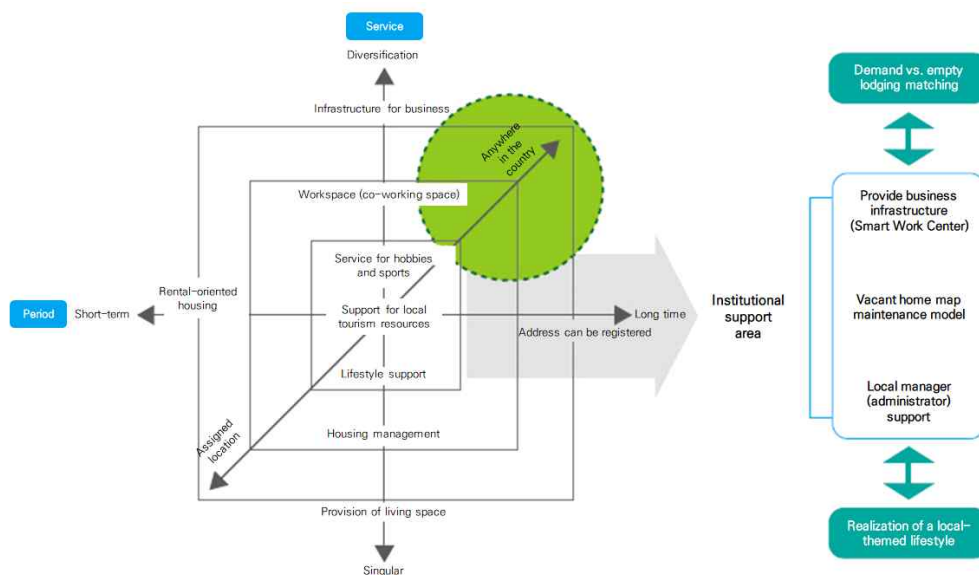 Service
Diversification
Infrastructure for business
Anywhere
in the
country
Workspace (co-working space)
Service for hobbies
and sports
Rental-oriented
housing
Period
Short-term
Support for local
tourism resources
Long time
Address can be registered
Lifestyle support
Assigned
location
Housing management
Provision of living space
Singular
Institutional
support
area
Demand vs. empty
lodging matching
Provide business
infrastructure
(Smart Work Center)
Vacant home map
maintenance model
Local manager
(administrator)
support
Realization of a local-
themed lifestyle